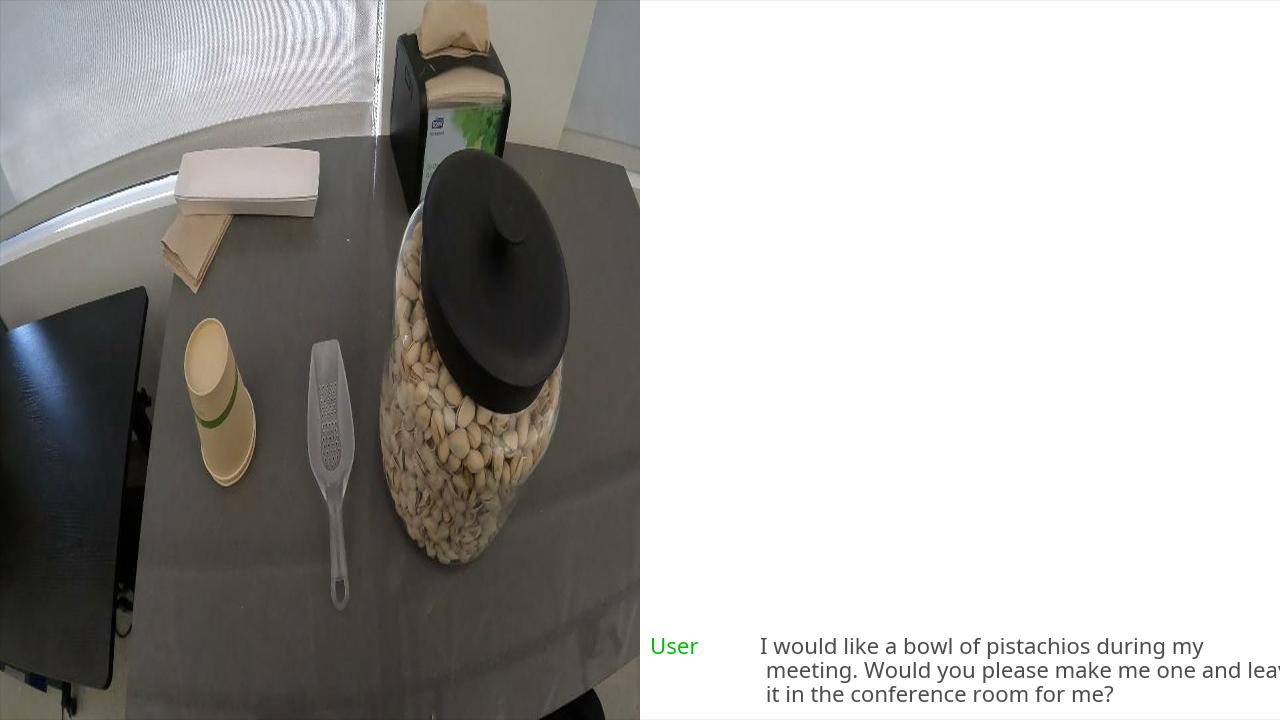 User I would like a bowl of pistachios during my
meeting. Would you please make me one and
it in the conference room for me?